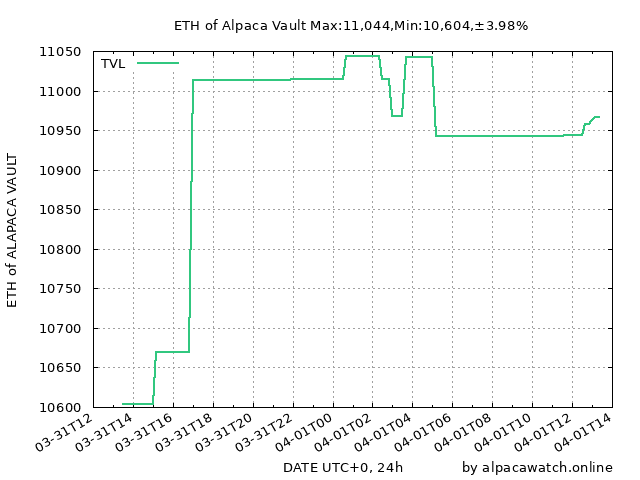 ETH of Alpaca Vault Max:11,044,Min:10,604,±3.98%
TVL
11050
11000
10950
10900
10850
10800
10750
10700
10650
10600
ETH of ALAPACA VAULT
03-31T12
03-31T14
03-31T16
03-31T18
03-31T20
03-31T22
04-01T00
04-01T02
04-01T04
04-01T06
04-01T08
04-01T10
04-01T12
04-01T14
DATE UTC+0, 24h by alpacawatch.online